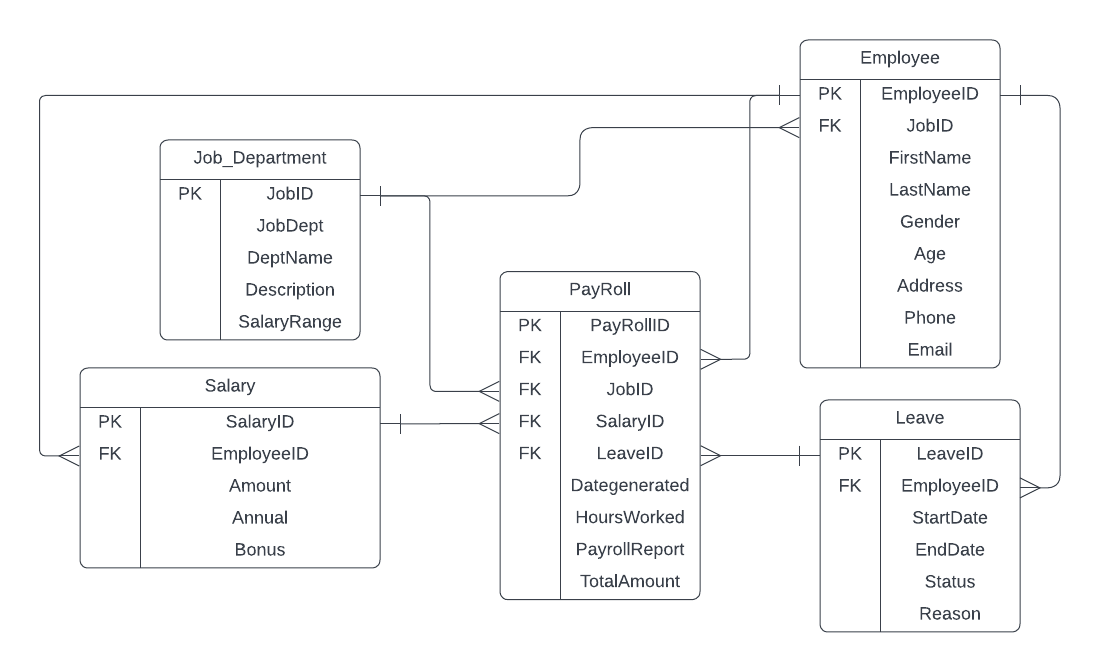 Employee
PK EmployeeID
FK JobID
FirstName
LastName
Gender
Age
Address
Phone
Email
Job_Department
PK JobID
JobDept
DeptName
Description
SalaryRange
PayRoll
PK PayRollID
FK EmployeeID
FK JobID
FK SalaryID
FK LeaveID
Dategenerated
HoursWorked
PayrollReport
TotalAmount
Salary
PK SalaryID
FK EmployeeID
Amount
Annual
Bonus
Leave
PK LeaveID
FK EmployeeID
StartDate
EndDate
Status
Reason